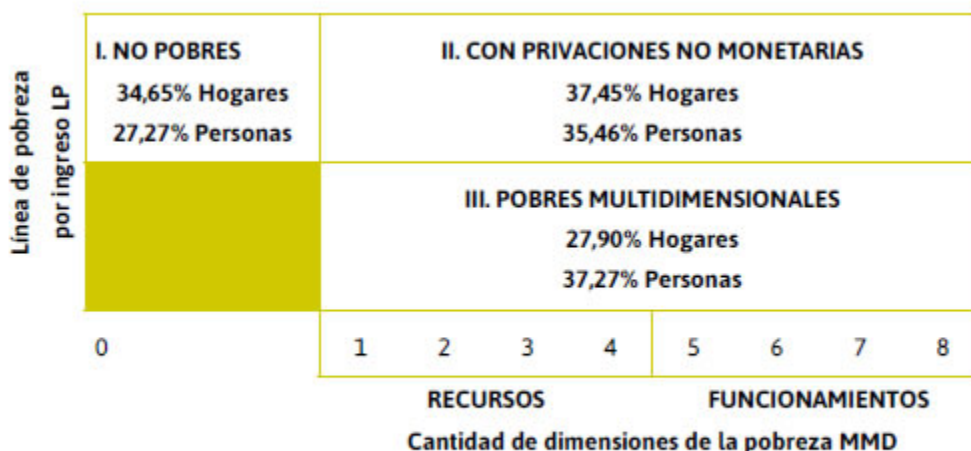 Línea de pobreza
por ingreso LP
I. NO POBRES
34,65% Hogares
27,27% Personas
II. CON PRIVACIONES NO MONETARIAS
37,45% Hogares
35,46% Personas
III. POBRES MULTIDIMENSIONALES
27,90% Hogares
37,27% Personas
0 1 2 3 4 5 6 7 8
RECURSOS FUNCIONAMIENTOS
Cantidad de dimensiones de la pobreza MMD